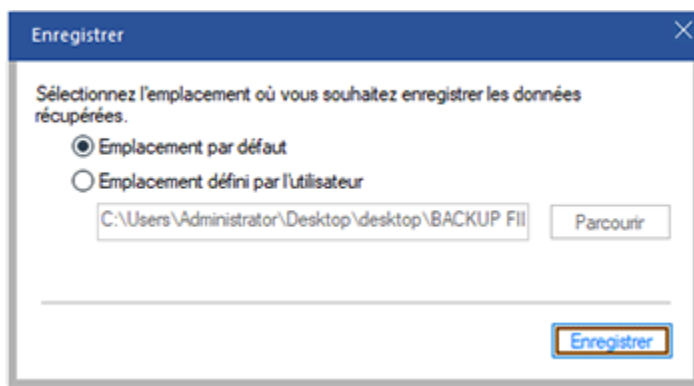 Enregistrer
Sélectionnez l'emplacement où vous souhaitez enregistrer les données
récupérées.
Emplacement par défaut
Emplacement défini par l'utilisateur
C:\Users\Administrator\Desktop\desktop\BACKUP FII
Parcourir
Enregistrer